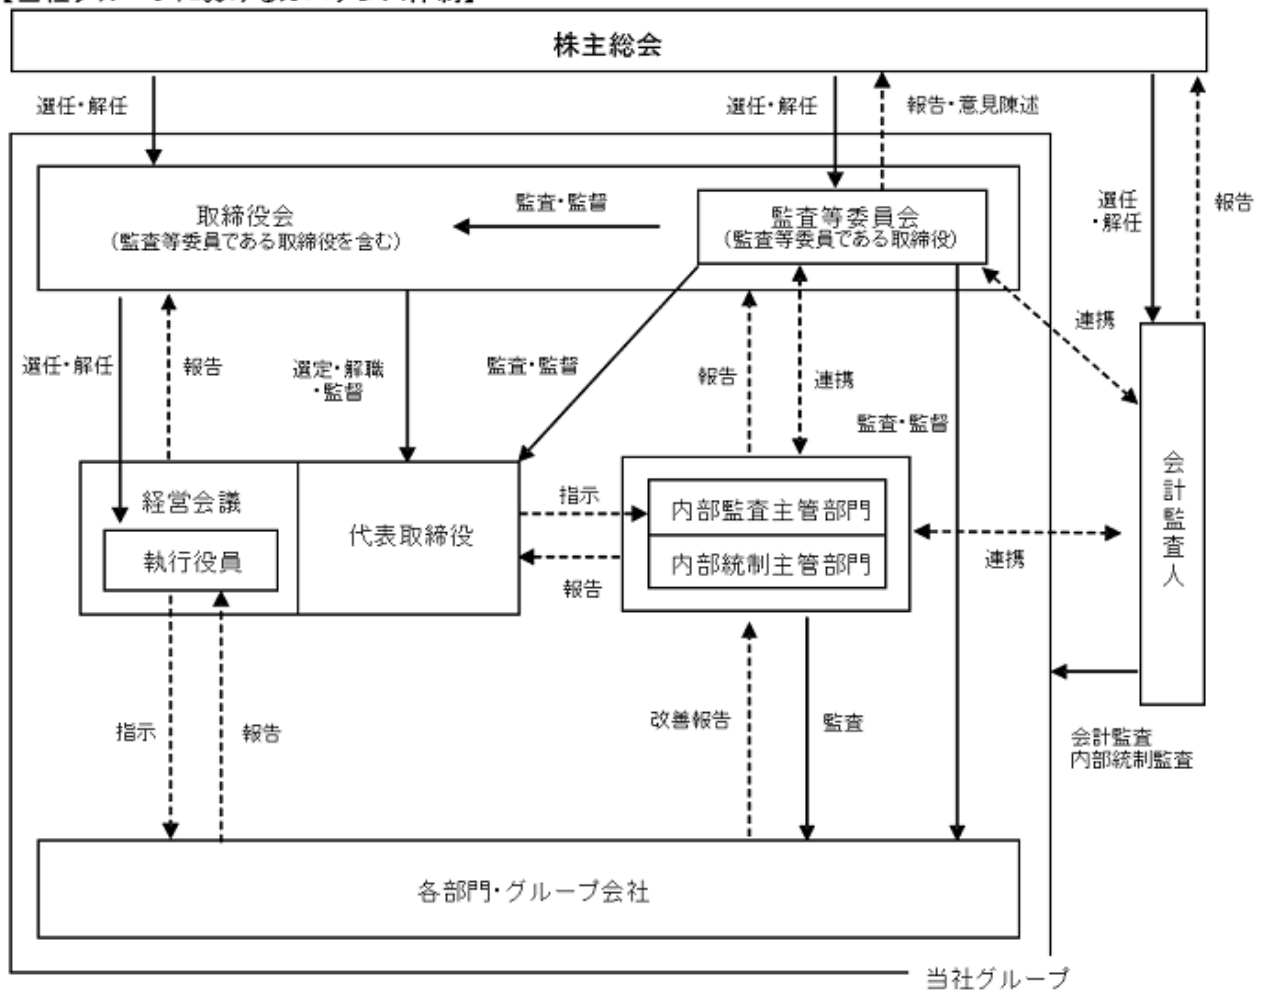 株主総会
選任・解任
選任・解任
報告・意見陳述
選任
・解任
報告
取締役会
(監査等委員である取締役を含む)
監査・監督
監査等委員会
(監査等委員である取締役)
連携
選任・解任
報告
選定・解職
・監督
監査・監督
報告
連携
監査・監督
経営会議
執行役員
代表取締役
指示
報告
内部監査主管部門
内部統制主管部門
連携
会計監査人
指示
報告
改善報告
監査
会計監査
内部統制監査
各部門・グループ会社
当社グループ